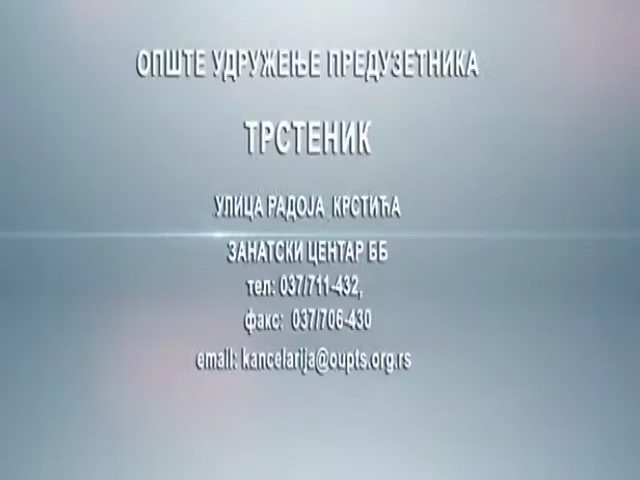 ОПШТЕ УДРУЖЕЊЕ ПРЕДУЗЕТНИКА
ТРСТЕНИК
УЛИЦА РАДОЈА КРСТИЋА
ЗАНАТСКИ ЦЕНТАР ББ
тел: 037/711-432,
факс: 037/706-430
email: kancelarija@oupts.org.rs